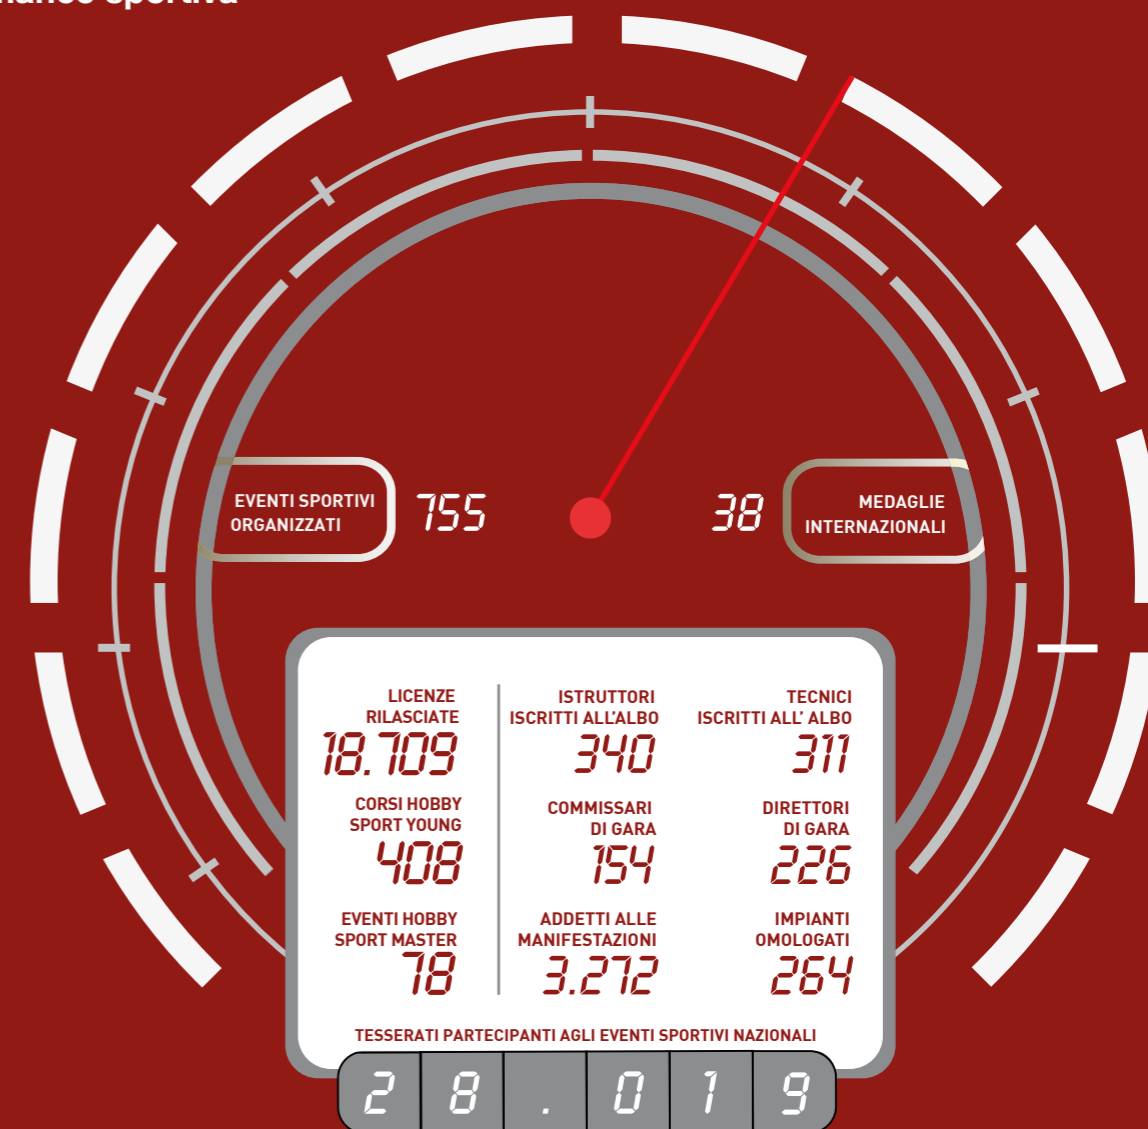 sportiva
EVENTI SPORTIVI
ORGANIZZATI
755
38
MEDAGLIE
INTERNAZIONALI
LICENZE
RILASCIATE
18.709
ISTRUTTORI
ISCRITTI ALL'ALBO
340
TECNICI
ISCRITTI ALL' ALBO
311
CORSI HOBBY
SPORT YOUNG
408
COMMISSARI
DI GARA
154
DIRETTORI
DI GARA
226
EVENTI HOBBY
SPORT MASTER
78
ADDETTI ALLE
MANIFESTAZIONI
3.272
IMPIANTI
OMOLOGATI
264
TESSERATI PARTECIPANTI AGLI EVENTI SPORTIVI NAZIONALI
28.019